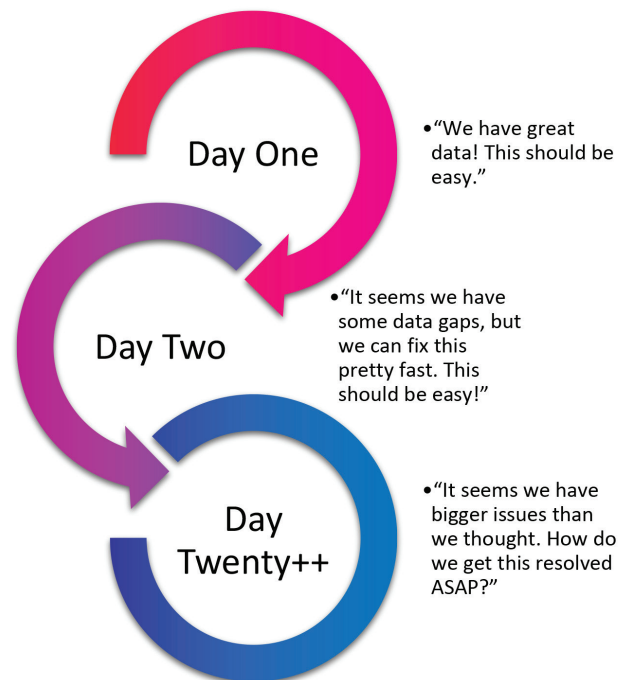 Day One
•“We have great
data! This should be
easy.”
Day Two
•“It seems we have
some data gaps, but
we can fix this
pretty fast. This
should be easy!”
Day
Twenty++
•“It seems we have
bigger issues than
we thought. How do
we get this resolved
ASAP?”